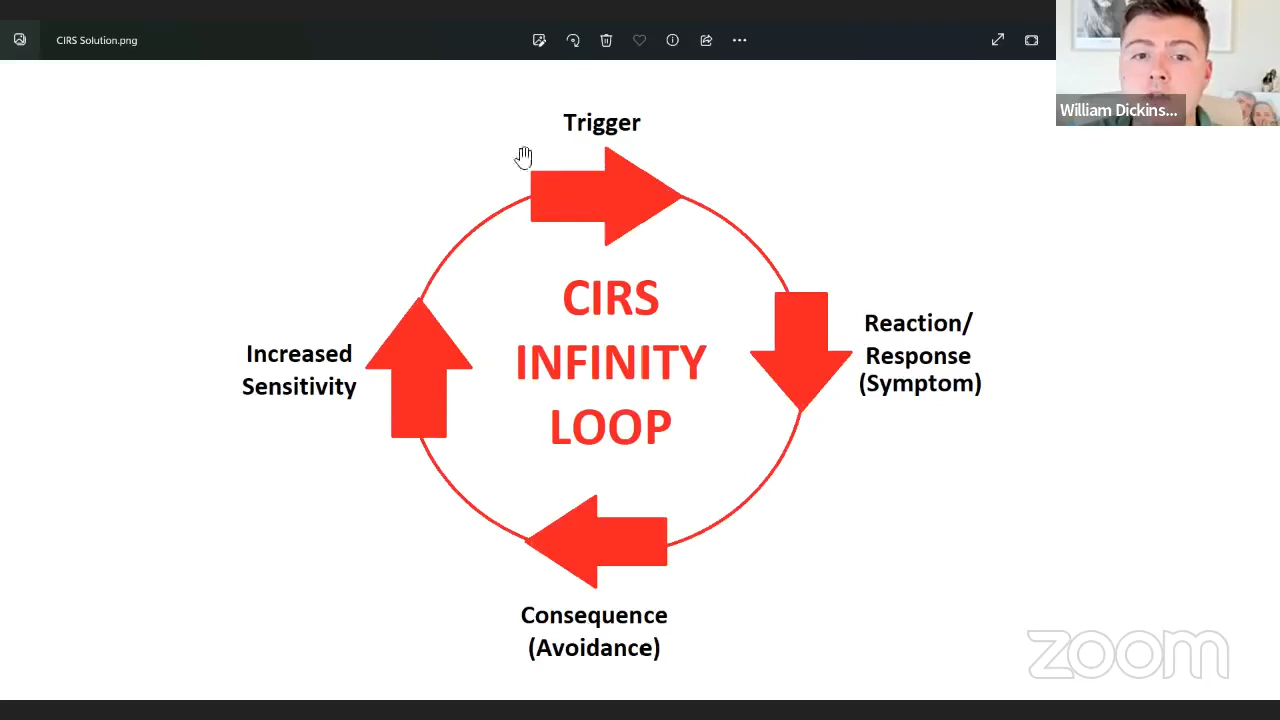 CIRS Solution.png
William Dickins...
Trigger
CIRS
INFINITY
LOOP
Reaction/
Response
(Symptom)
Increased
Sensitivity
Consequence
(Avoidance)
zoom